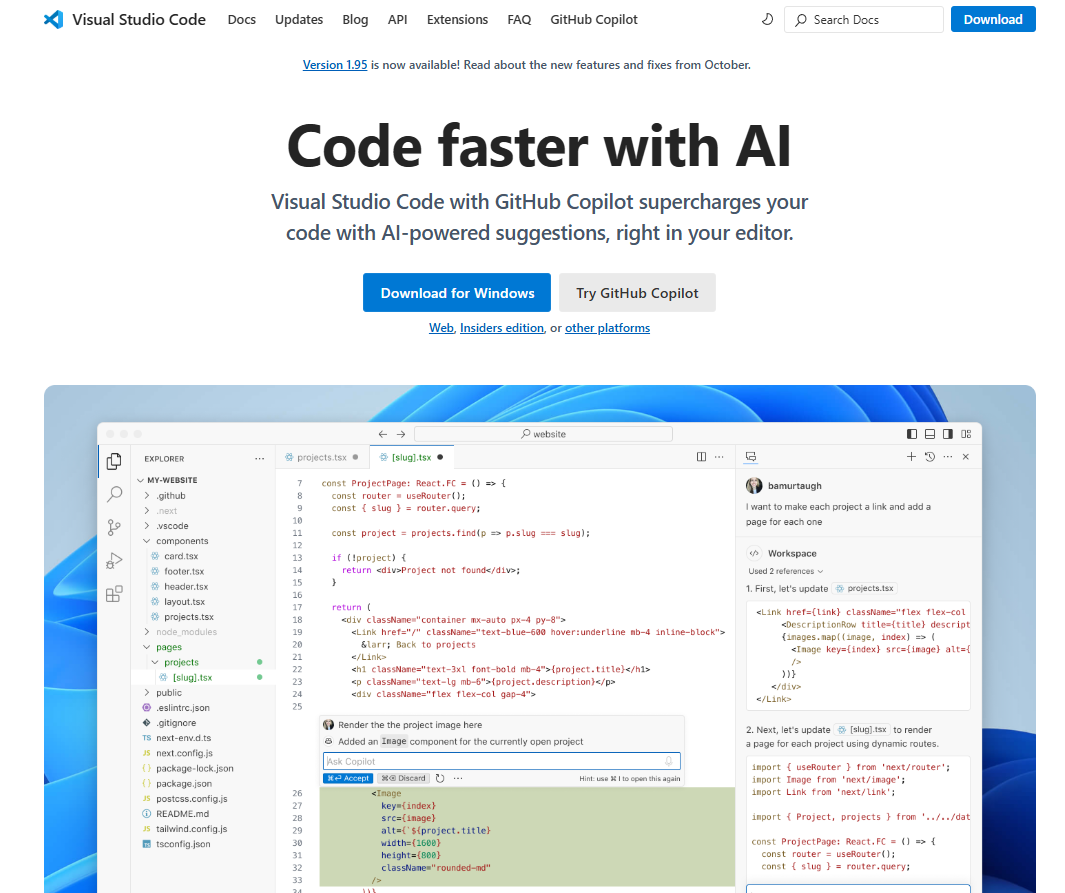 Visual Studio Code Docs Updates Blog API Extensions FAQ GitHub Copilot Search Docs Download
Version 1.95 is now available! Read about the new features and fixes from October.
Code faster with AI
Visual Studio Code with GitHub Copilot supercharges your
code with AI-powered suggestions, right in your editor.
Download for Windows Try GitHub Copilot
Web, Insiders edition, or other platforms
website
EXPLORER
MY-WEBSITE
.github
.next
.vscode
components
card.tsx
footer.tsx
header.tsx
layout.tsx
projects.tsx
node_modules
pages
projects
[slug].tsx
public
.eslintrc.json
.gitignore
TS next-env.d.ts
JS next.config.js
{ } package-lock.json
{ } package.json
JS postcss.config.js
README.md
JS tailwind.config.js
tsconfig.json
projects.tsx [slug].tsx
7 const ProjectPage: React.FC = () => {
8 const router = useRouter();
9 const { slug } = router.query;
10
11 const project = projects.find(p => p.slug === slug);
12
13 if (!project) {
14 return <div>Project not found</div>;
15 }
16
17 return (
18 <div className="container mx-auto px-4 py-8">
19 <Link href="/" className="text-blue-600 hover:underline mb-4 inline-block">
20 &larr; Back to projects
21 </Link>
22 <h1 className="text-3xl font-bold mb-4">{project.title}</h1>
23 <p className="text-lg mb-6">{project.description}</p>
24 <div className="flex flex-col gap-4">
25
Render the the project image here
Added an Image component for the currently open project
Ask Copilot
⌘↩ Accept ⌘⌫ Discard Hint: use ⌘ I to open this again
26 <Image
27 key={index}
28 src={image}
29 alt={`${project.title}
30 width={1600}
31 height={800}
32 className="rounded-md"
33 />
34 ))}
bamurtaugh
I want to make each project a link and add a
page for each one
Workspace
Used 2 references
1. First, let's update projects.tsx
<Link href={link} className="flex flex-col
<DescriptionRow title={title} descript
{images.map((image, index) => (
<Image key={index} src={image} alt={
/>
))}
</div>
</Link>
2. Next, let's update [slug].tsx to render
a page for each project using dynamic routes.
import { useRouter } from 'next/router';
import Image from 'next/image';
import Link from 'next/link';
import { Project, projects } from '../../dat
const ProjectPage: React.FC = () => {
const router = useRouter();
const { slug } = router.query;